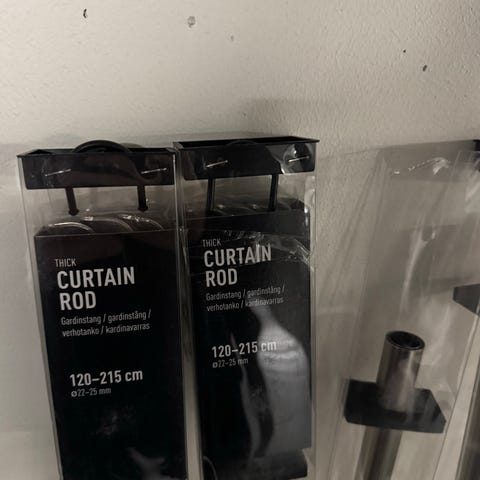 THICK
CURTAIN
ROD
Gardinstang / gardinstång /
verhotanko / kardinavarras
120–215 cm
ø22–25 mm
THICK
CURTAIN
ROD
Gardinstang / gardinstång /
verhotanko / kardinavarras
120–215 cm
ø22–25 mm